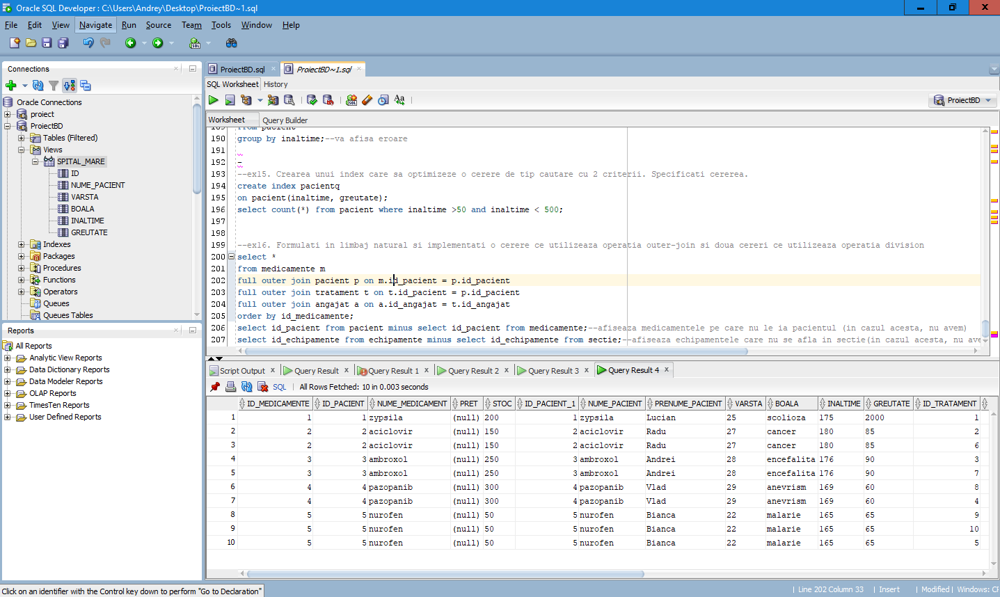 Oracle SQL Developer : C:\Users\Andrey\Desktop\ProiectBD~1.sql
File Edit View Navigate Run Source Team Tools Window Help
Connections
Oracle Connections
proiect
ProiectBD
Tables (Filtered)
Views
SPITAL_MARE
ID
NUME_PACIENT
VARSTA
BOALA
INALTIME
GREUTATE
Indexes
Packages
Procedures
Functions
Operators
Queues
Queues Tables
Reports
All Reports
Analytic View Reports
Data Dictionary Reports
Data Modeler Reports
OLAP Reports
TimesTen Reports
User Defined Reports
ProiectBD.sql ProiectBD~1.sql
SQL Worksheet History
ProiectBD
Worksheet Query Builder
189 from pacient
190 group by inaltime;--va afisa eroare
191
192 -
193 --ex15. Crearea unui index care sa optimizeze o cerere de tip cautare cu 2 criterii. Specificati cererea.
194 create index pacientq
195 on pacient(inaltime, greutate);
196 select count(*) from pacient where inaltime >50 and inaltime < 500;
197
198
199 --ex16. Formulati in limbaj natural si implementati o cerere ce utilizeaza operatia outer-join si doua cereri ce utilizeaza operatia division
200 select *
201 from medicamente m
202 full outer join pacient p on m.id_pacient = p.id_pacient
203 full outer join tratament t on t.id_pacient = p.id_pacient
204 full outer join angajat a on a.id_angajat = t.id_angajat
205 order by id_medicamente;
206 select id_pacient from pacient minus select id_pacient from medicamente;--afiseaza medicamentele pe care nu le ia pacientul (in cazul acesta, nu avem)
207 select id_echipamente from echipamente minus select id_echipamente from sectie;--afiseaza echipamentele care nu se afla in sectie(in cazul acesta, nu ave
Script Output Query Result Query Result 1 Query Result 2 Query Result 3 Query Result 4
SQL All Rows Fetched: 10 in 0.003 seconds
ID_MEDICAMENTE ID_PACIENT NUME_MEDICAMENT PRET STOC ID_PACIENT_1 NUME_PACIENT PRENUME_PACIENT VARSTA BOALA INALTIME GREUTATE ID_TRATAMENT
1 1 1 zypsila (null) 200 1 zypsila Lucian 25 scolioza 175 2000 1
2 2 2 aciclovir (null) 150 2 aciclovir Radu 27 cancer 180 85 2
3 2 2 aciclovir (null) 150 2 aciclovir Radu 27 cancer 180 85 6
4 3 3 ambroxol (null) 250 3 ambroxol Andrei 28 encefalita 176 90 3
5 3 3 ambroxol (null) 250 3 ambroxol Andrei 28 encefalita 176 90 7
6 4 4 pazopanib (null) 300 4 pazopanib Vlad 29 anevrism 169 60 8
7 4 4 pazopanib (null) 300 4 pazopanib Vlad 29 anevrism 169 60 4
8 5 5 nurofen (null) 50 5 nurofen Bianca 22 malarie 165 65 9
9 5 5 nurofen (null) 50 5 nurofen Bianca 22 malarie 165 65 10
10 5 5 nurofen (null) 50 5 nurofen Bianca 22 malarie 165 65 5
Click on an identifier with the Control key down to perform "Go to Declaration"
Line 202 Column 33 Insert Modified Windows: CF